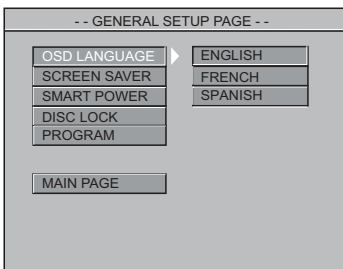 - - GENERAL SETUP PAGE - -
OSD LANGUAGE
SCREEN SAVER
SMART POWER
DISC LOCK
PROGRAM
MAIN PAGE
ENGLISH
FRENCH
SPANISH